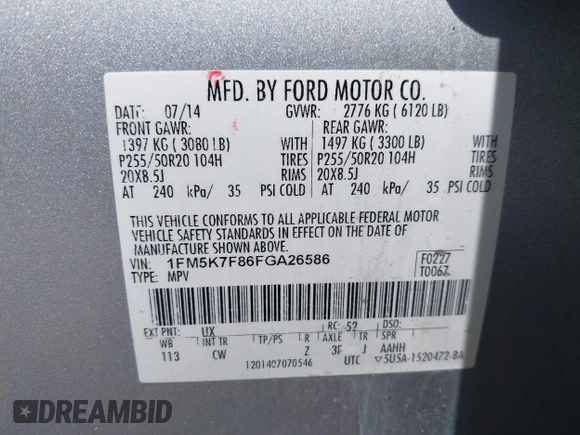 MFD. BY FORD MOTOR CO.
DATE: 07/14 GVWR: 2776 KG ( 6120 LB)
FRONT GAWR: REAR GAWR:
1397 KG ( 3080 LB) WITH 1497 KG ( 3300 LB) WITH
P255/50R20 104H TIRES P255/50R20 104H TIRES
20X8.5J RIMS 20X8.5J RIMS
AT 240 kPa/ 35 PSI COLD AT 240 kPa/ 35 PSI COLD
THIS VEHICLE CONFORMS TO ALL APPLICABLE FEDERAL MOTOR
VEHICLE SAFETY STANDARDS IN EFFECT ON THE DATE OF
MANUFACTURE SHOWN ABOVE.
VIN: 1FM5K7F86FGA26586 F0227
TYPE: MPV T0067
EXT PNT: UX RC: 52 DSO:
WB INT TR TP/PS R AXLE TR SPR
113 CW Z 3F J AAHH
1201407070546 UTC 5U5A-1520472-BA
DREAMBID